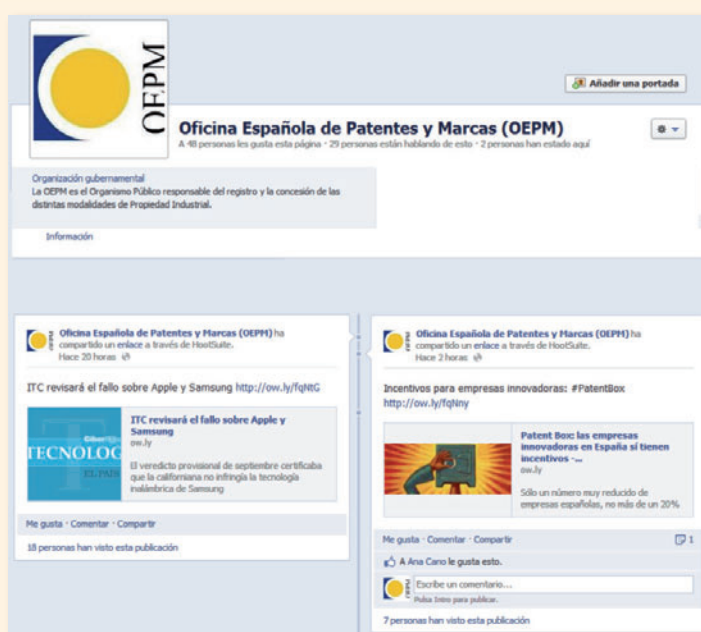 OEPM
Añadir una portada
Oficina Española de Patentes y Marcas (OEPM)
A 48 personas les gusta esta página · 29 personas están hablando de esto · 2 personas han estado aquí
Organización gubernamental
La OEPM es el Organismo Público responsable del registro y la concesión de las
distintas modalidades de Propiedad Industrial.
Información
OEPM
Oficina Española de Patentes y Marcas (OEPM) ha
compartido un enlace a través de HootSuite.
Hace 20 horas
ITC revisará el fallo sobre Apple y Samsung http://ow.ly/fqNtG
TECNOLOG
EL PAÍS
ITC revisará el fallo sobre Apple y
Samsung
ow.ly
El veredicto provisional de septiembre certificaba
que la californiana no infringía la tecnología
inalámbrica de Samsung
Me gusta · Comentar · Compartir
18 personas han visto esta publicación
OEPM
Oficina Española de Patentes y Marcas (OEPM) ha
compartido un enlace a través de HootSuite.
Hace 2 horas
Incentivos para empresas innovadoras: #PatentBox
http://ow.ly/fqNny
Patent Box: las empresas
innovadoras en España sí tienen
incentivos -...
ow.ly
Sólo un número muy reducido de
empresas españolas, no más de un 20%
Me gusta · Comentar · Compartir
1
A Ana Cano le gusta esto.
OEPM
Escribe un comentario...
Pulsa Intro para publicar.
7 personas han visto esta publicación